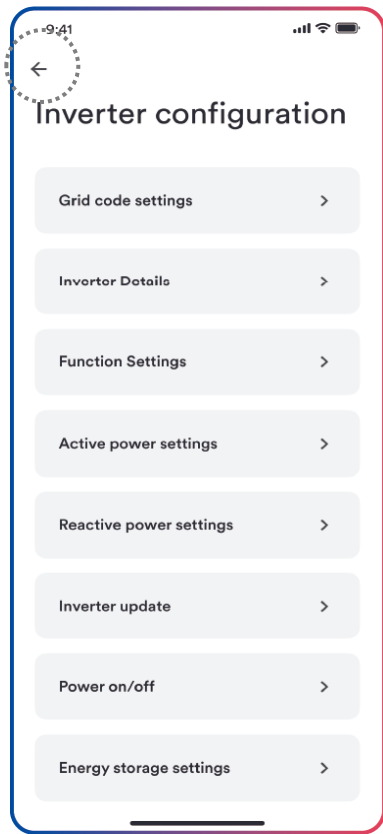 9:41
Inverter configuration
Grid code settings
Inverter Details
Function Settings
Active power settings
Reactive power settings
Inverter update
Power on/off
Energy storage settings